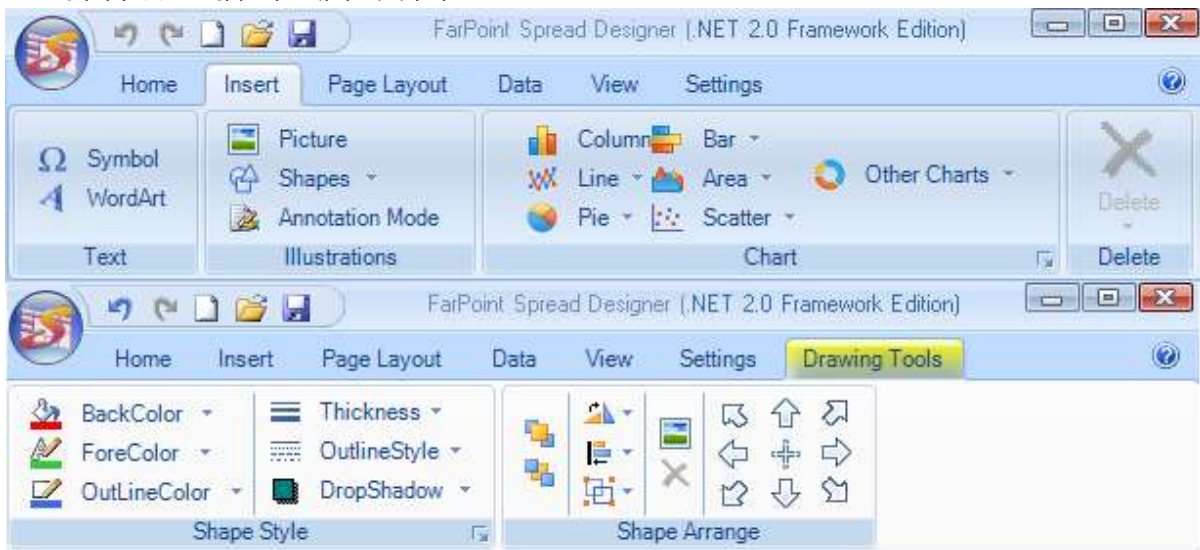 FarPoint Spread Designer (.NET 2.0 Framework Edition)
Home Insert Page Layout Data View Settings
Symbol
WordArt
Text
Picture
Shapes
Annotation Mode
Illustrations
Column Bar
Line Area Other Charts
Pie Scatter
Chart
Delete
Delete
FarPoint Spread Designer (.NET 2.0 Framework Edition)
Home Insert Page Layout Data View Settings Drawing Tools
BackColor Thickness
ForeColor OutlineStyle
OutLineColor DropShadow
Shape Style
Shape Arrange